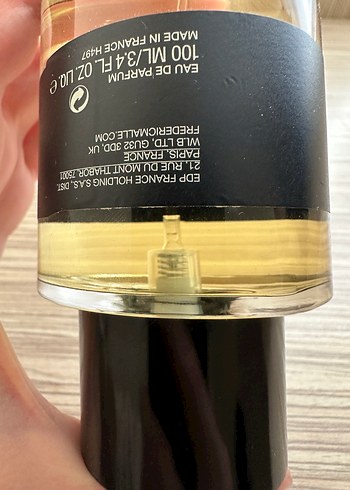 EDP FRANCE HOLDING S.A.S. DIST.
21, RUE DU MONT THABOR, 75001
PARIS, FRANCE
WLB LTD, GU32 3DD, UK
FREDERICMALLE.COM
EAU DE PARFUM
100 ML/3.4 FL. OZ. LIQ. ℮
MADE IN FRANCE H497